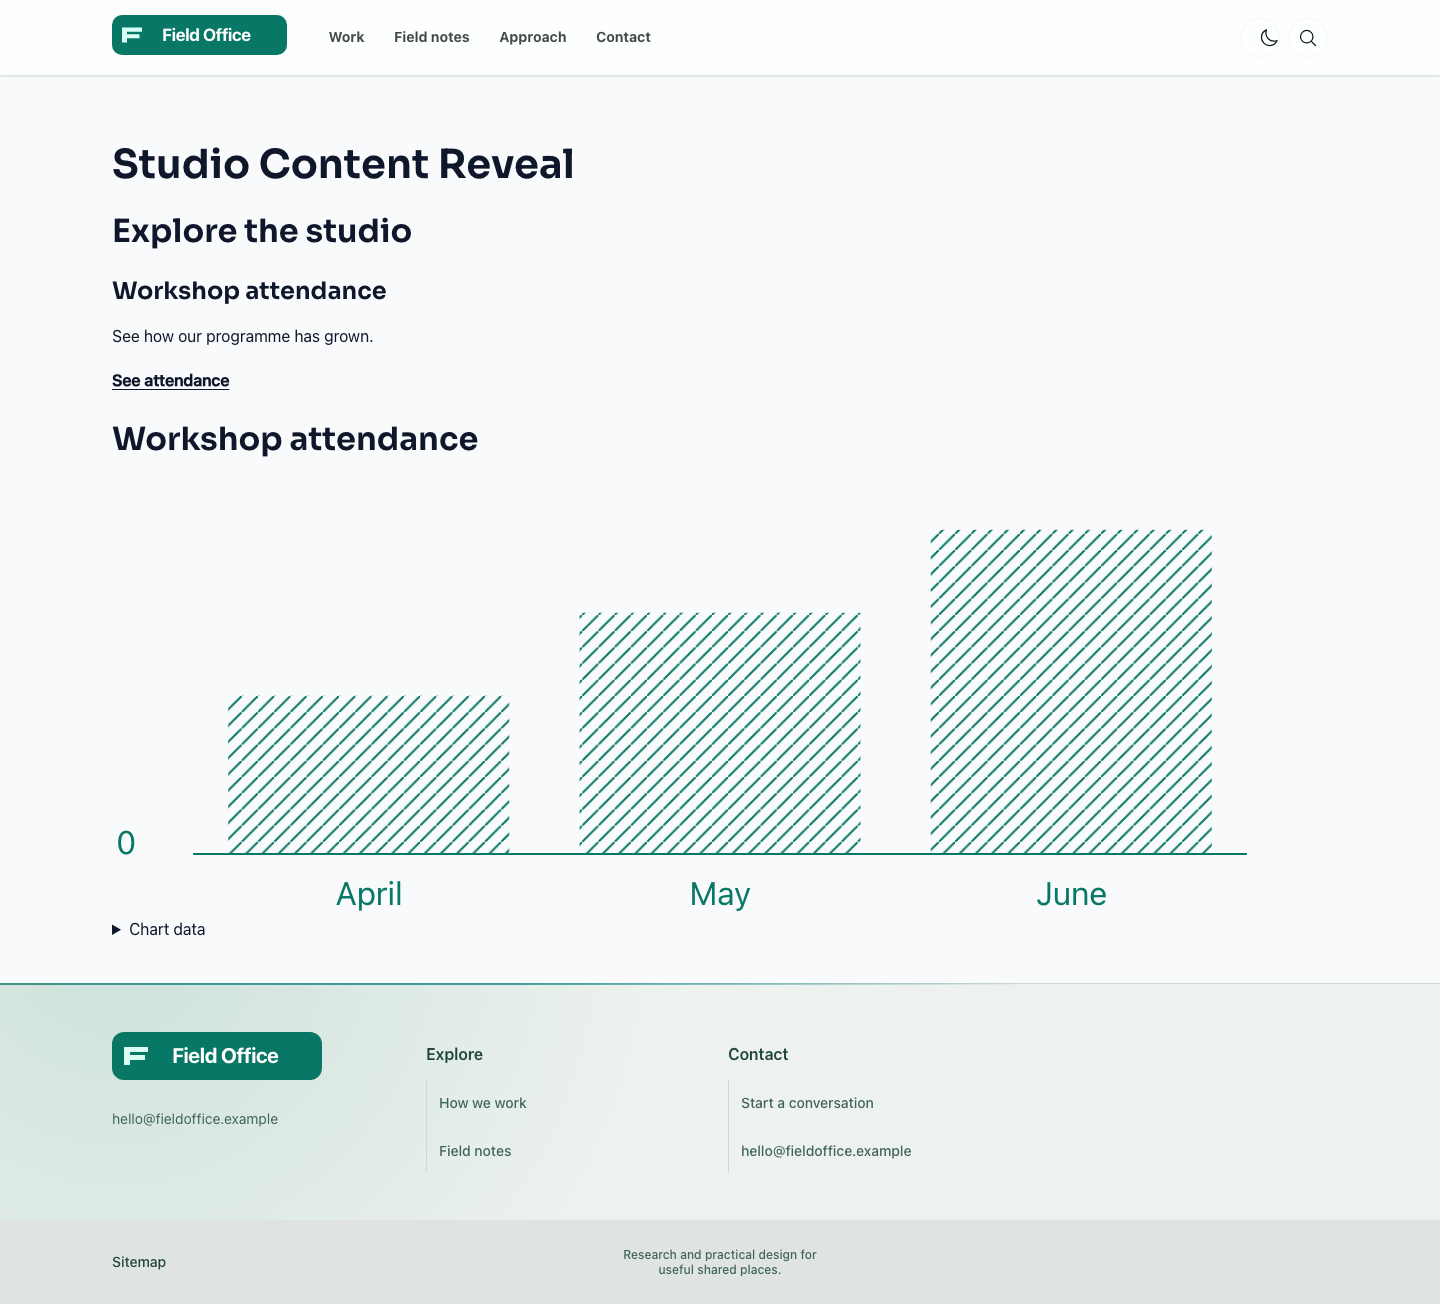 Field Office
Work
Field notes
Approach
Contact
Studio Content Reveal
Explore the studio
Workshop attendance
See how our programme has grown.
See attendance
Workshop attendance
0
April
May
June
Chart data
Field Office
hello@fieldoffice.example
Explore
How we work
Field notes
Contact
Start a conversation
hello@fieldoffice.example
Sitemap
Research and practical design for
useful shared places.